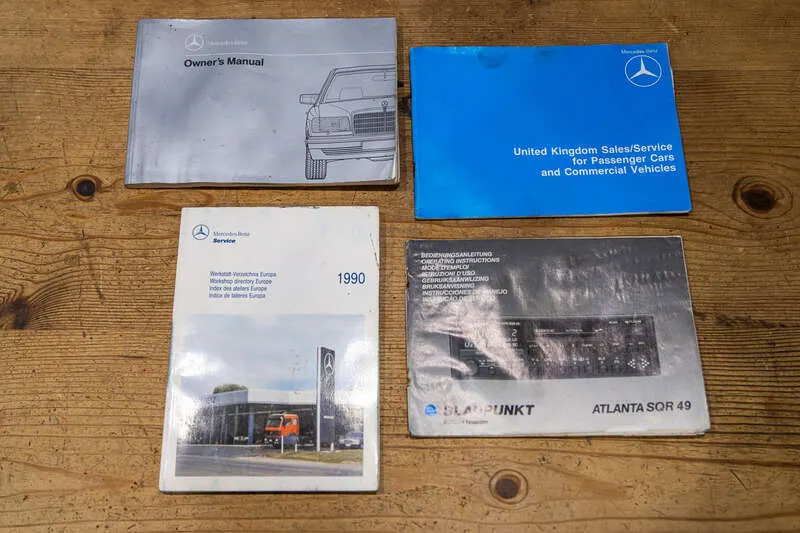 Mercedes-Benz
Owner's Manual
Mercedes-Benz
United Kingdom Sales/Service
for Passenger Cars
and Commercial Vehicles
Mercedes-Benz
Service
Werkstatt-Verzeichnis Europa
Workshop directory Europe
Index des ateliers Europe
Indice de talleres Europa
1990
BEDIENUNGSANLEITUNG
OPERATING INSTRUCTIONS
MODE D'EMPLOI
ISTRUZIONI D'USO
GEBRUIKSAANWIJZING
BRUKSANVISNING
INSTRUCCIONES DE MANEJO
BLAUPUNKT
ATLANTA SQR 49